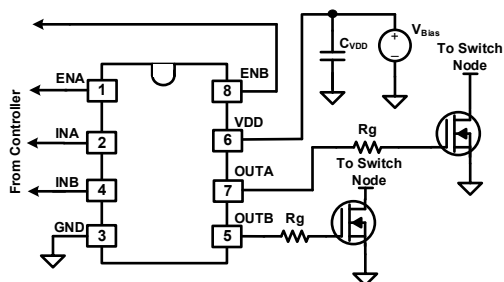 V_Bias
C_VDD
To Switch
Node
From Controller
ENA
1
8
ENB
INA
2
6
VDD
INB
4
7
OUTA
Rg
To Switch
Node
GND
3
5
OUTB
Rg